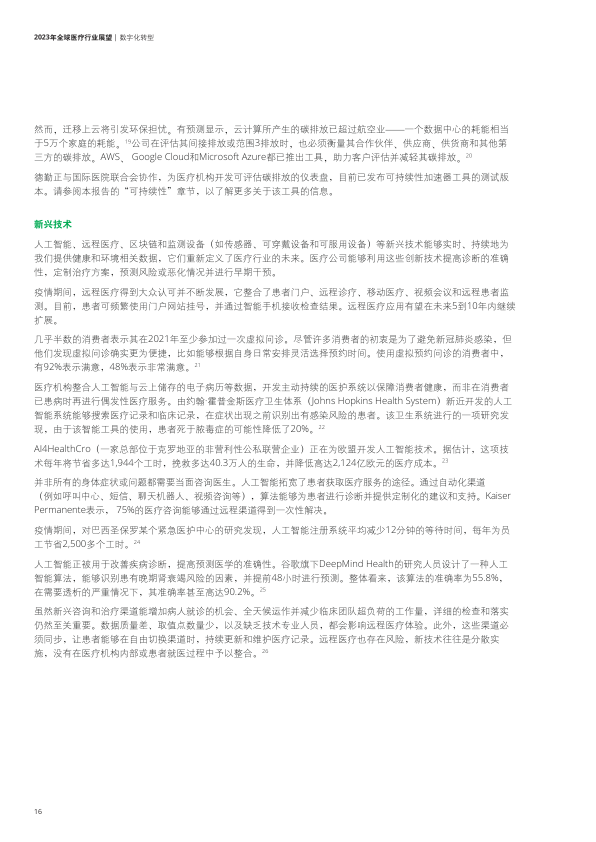 2023年全球医疗行业展望 | 数字化转型
然而，迁移上云将引发环保担忧。有预测显示，云计算所产生的碳排放已超过航空业——一个数据中心的耗能相当
于5万个家庭的耗能。19公司在评估其间接排放或范围3排放时，也必须衡量其合作伙伴、供应商、供货商和其他第
三方的碳排放。AWS、 Google Cloud和Microsoft Azure都已推出工具，助力客户评估并减轻其碳排放。20
德勤正与国际医院联合会协作，为医疗机构开发可评估碳排放的仪表盘，目前已发布可持续性加速器工具的测试版
本。请参阅本报告的“可持续性”章节，以了解更多关于该工具的信息。
新兴技术
人工智能、远程医疗、区块链和监测设备（如传感器、可穿戴设备和可服用设备）等新兴技术能够实时、持续地为
我们提供健康和环境相关数据，它们重新定义了医疗行业的未来。医疗公司能够利用这些创新技术提高诊断的准确
性，定制治疗方案，预测风险或恶化情况并进行早期干预。
疫情期间，远程医疗得到大众认可并不断发展，它整合了患者门户、远程诊疗、移动医疗、视频会议和远程患者监
测。目前，患者可频繁使用门户网站挂号，并通过智能手机接收检查结果。远程医疗应用有望在未来5到10年内继续
扩展。
几乎半数的消费者表示其在2021年至少参加过一次虚拟问诊。尽管许多消费者的初衷是为了避免新冠肺炎感染，但
他们发现虚拟问诊确实更为便捷，比如能够根据自身日常安排灵活选择预约时间。使用虚拟预约问诊的消费者中，
有92%表示满意，48%表示非常满意。21
医疗机构整合人工智能与云上储存的电子病历等数据，开发主动持续的医护系统以保障消费者健康，而非在消费者
已患病时再进行偶发性医疗服务。由约翰·霍普金斯医疗卫生体系（Johns Hopkins Health System）新近开发的人工
智能系统能够搜索医疗记录和临床记录，在症状出现之前识别出有感染风险的患者。该卫生系统进行的一项研究发
现，由于该智能工具的使用，患者死于脓毒症的可能性降低了20%。22
AI4HealthCro（一家总部位于克罗地亚的非营利性公私联营企业）正在为欧盟开发人工智能技术。据估计，这项技
术每年将节省多达1,944个工时，挽救多达40.3万人的生命，并降低高达2,124亿欧元的医疗成本。23
并非所有的身体症状或问题都需要当面咨询医生。人工智能拓宽了患者获取医疗服务的途径。通过自动化渠道
（例如呼叫中心、短信、聊天机器人、视频咨询等），算法能够为患者进行诊断并提供定制化的建议和支持。Kaiser
Permanente表示， 75%的医疗咨询能够通过远程渠道得到一次性解决。
疫情期间，对巴西圣保罗某个紧急医护中心的研究发现，人工智能注册系统平均减少12分钟的等待时间，每年为员
工节省2,500多个工时。24
人工智能正被用于改善疾病诊断，提高预测医学的准确性。谷歌旗下DeepMind Health的研究人员设计了一种人工
智能算法，能够识别患有晚期肾衰竭风险的因素，并提前48小时进行预测。整体看来，该算法的准确率为55.8%，
在需要透析的严重情况下，其准确率甚至高达90.2%。25
虽然新兴咨询和治疗渠道能增加病人就诊的机会、全天候运作并减少临床团队超负荷的工作量，详细的检查和落实
仍然至关重要。数据质量差、取值点数量少，以及缺乏技术专业人员，都会影响远程医疗体验。此外，这些渠道必
须同步，让患者能够在自由切换渠道时，持续更新和维护医疗记录。远程医疗也存在风险，新技术往往是分散实
施，没有在医疗机构内部或患者就医过程中予以整合。26
16